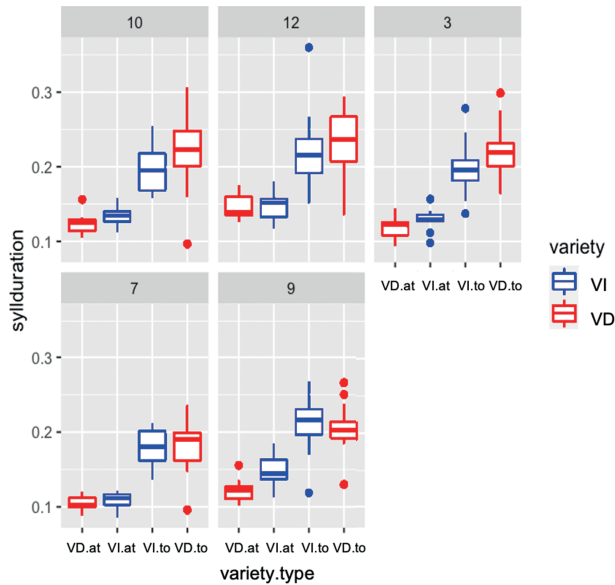 10 12 3
0.3
0.2
0.1
VD.at VI.at VI.to VD.to
7 9
0.3
0.2
0.1
VD.at VI.at VI.to VD.to VD.at VI.at VI.to VD.to
variety.type
syllduration
variety
VI
VD